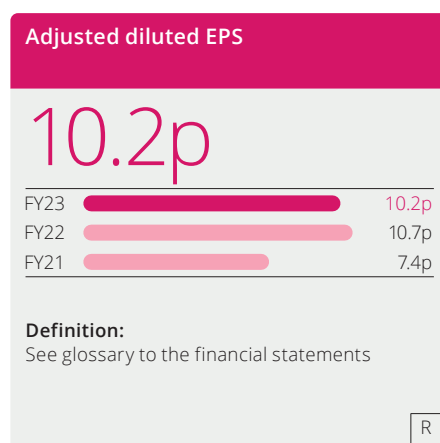 Adjusted diluted EPS
10.2p
FY23 10.2p
FY22 10.7p
FY21 7.4p
Definition:
See glossary to the financial statements
R